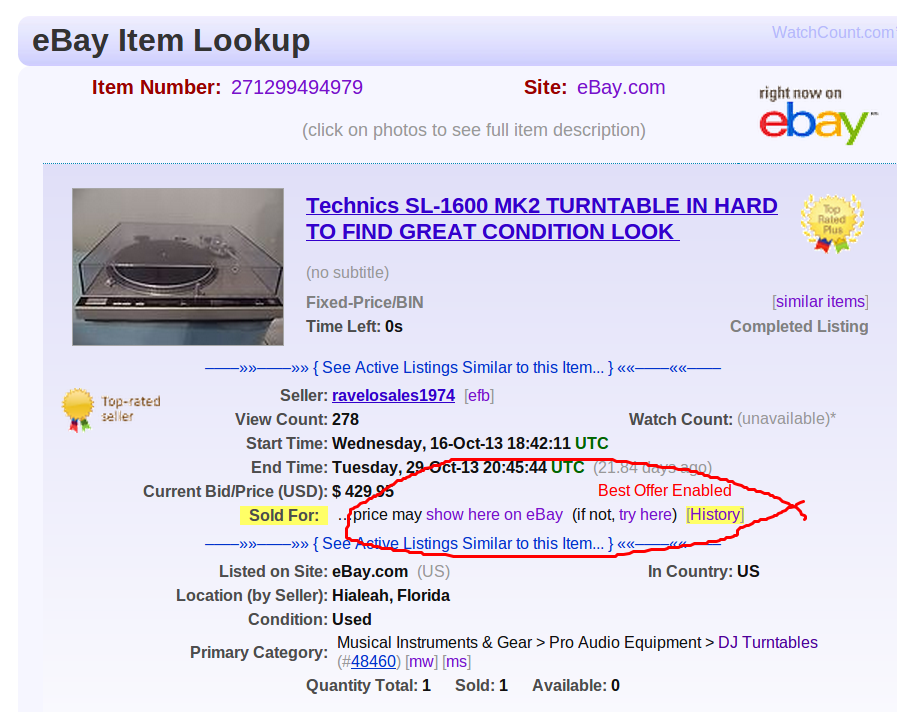 eBay Item Lookup
WatchCount.com
Item Number: 271299494979 Site: eBay.com
right now on
ebay
(click on photos to see full item description)
Technics SL-1600 MK2 TURNTABLE IN HARD
TO FIND GREAT CONDITION LOOK
Top
Rated
Plus
(no subtitle)
Fixed-Price/BIN [similar items]
Time Left: 0s Completed Listing
———»»———»» { See Active Listings Similar to this Item... } ««———««———
Top-rated
seller
Seller: ravelosales1974 [efb]
View Count: 278 Watch Count: (unavailable)*
Start Time: Wednesday, 16-Oct-13 18:42:11 UTC
End Time: Tuesday, 29-Oct-13 20:45:44 UTC (21.84 days ago)
Current Bid/Price (USD): $ 429.95 Best Offer Enabled
Sold For: ...price may show here on eBay (if not, try here) [History]
———»»———»» { See Active Listings Similar to this Item... } ««———««———
Listed on Site: eBay.com (US) In Country: US
Location (by Seller): Hialeah, Florida
Condition: Used
Primary Category: Musical Instruments & Gear > Pro Audio Equipment > DJ Turntables
(#48460) [mw] [ms]
Quantity Total: 1 Sold: 1 Available: 0